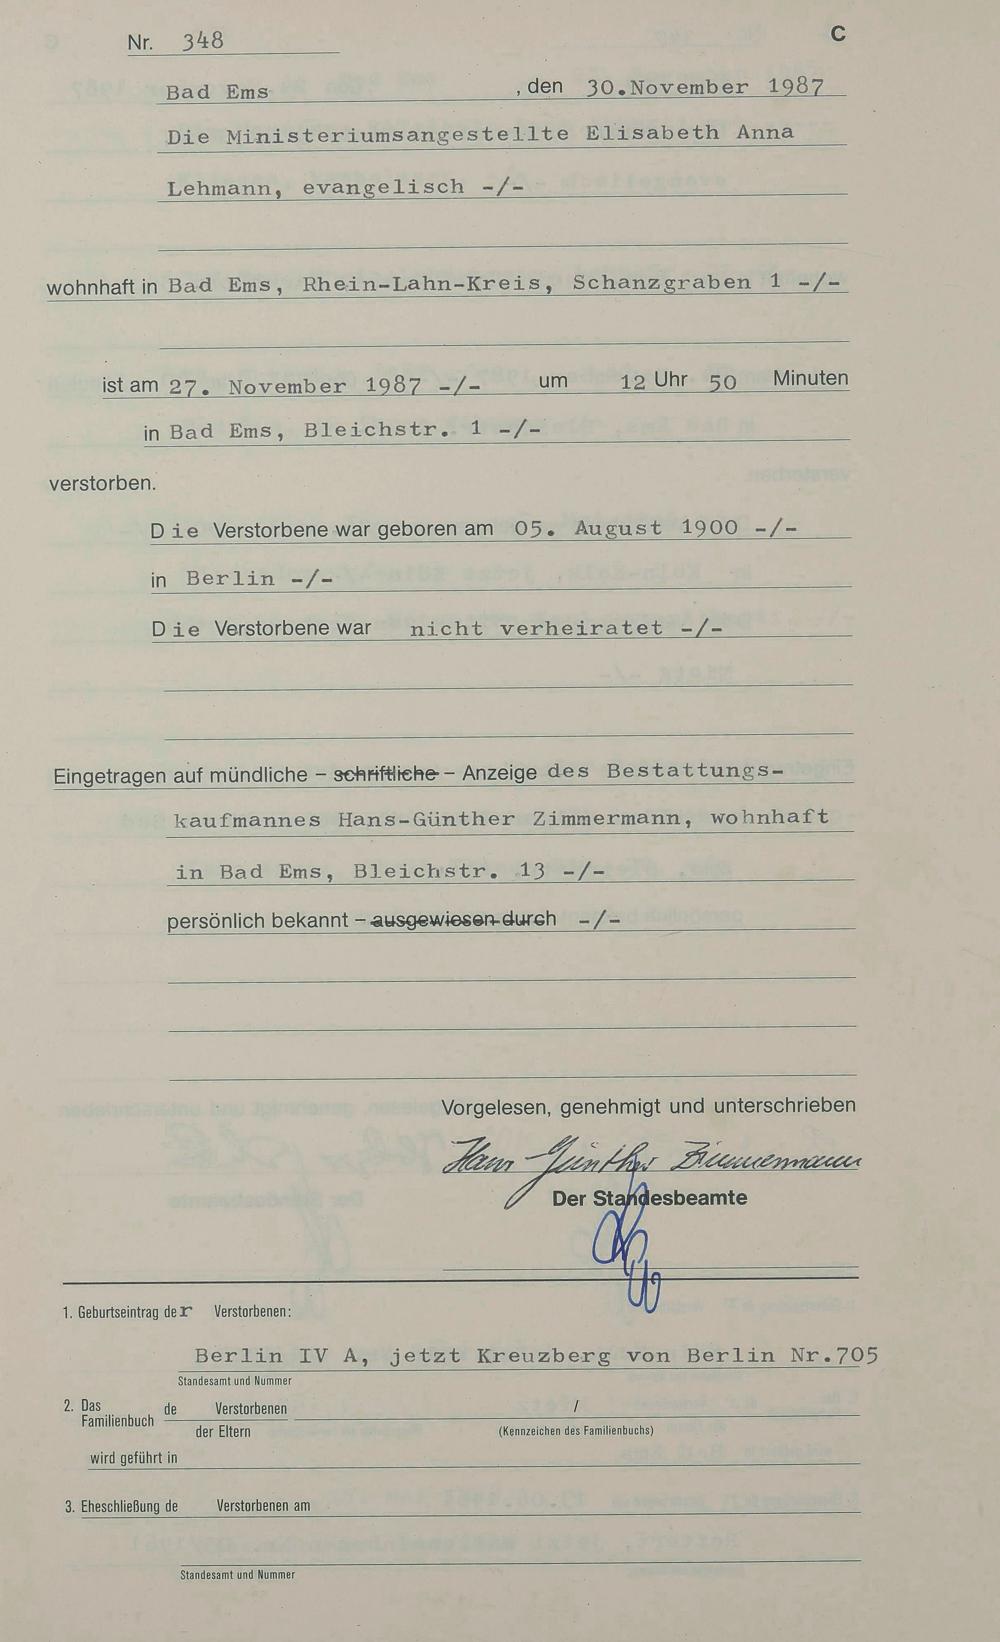 Nr. 348
C
Bad Ems , den 30.November 1987
Die Ministeriumsangestellte Elisabeth Anna
Lehmann, evangelisch -/-
wohnhaft in Bad Ems, Rhein-Lahn-Kreis, Schanzgraben 1 -/-
ist am 27. November 1987 -/- um 12 Uhr 50 Minuten
in Bad Ems, Bleichstr. 1 -/-
verstorben.
Die Verstorbene war geboren am 05. August 1900 -/-
in Berlin -/-
Die Verstorbene war nicht verheiratet -/-
Eingetragen auf mündliche – schriftliche – Anzeige des Bestattungs-
kaufmannes Hans-Günther Zimmermann, wohnhaft
in Bad Ems, Bleichstr. 13 -/-
persönlich bekannt – ausgewiesen durch -/-
Vorgelesen, genehmigt und unterschrieben
Hans-Günther Zimmermann
Der Standesbeamte
1. Geburtseintrag der Verstorbenen:
Berlin IV A, jetzt Kreuzberg von Berlin Nr.705
Standesamt und Nummer
2. Das Familienbuch de Verstorbenen /
der Eltern (Kennzeichen des Familienbuchs)
wird geführt in
3. Eheschließung de Verstorbenen am
Standesamt und Nummer